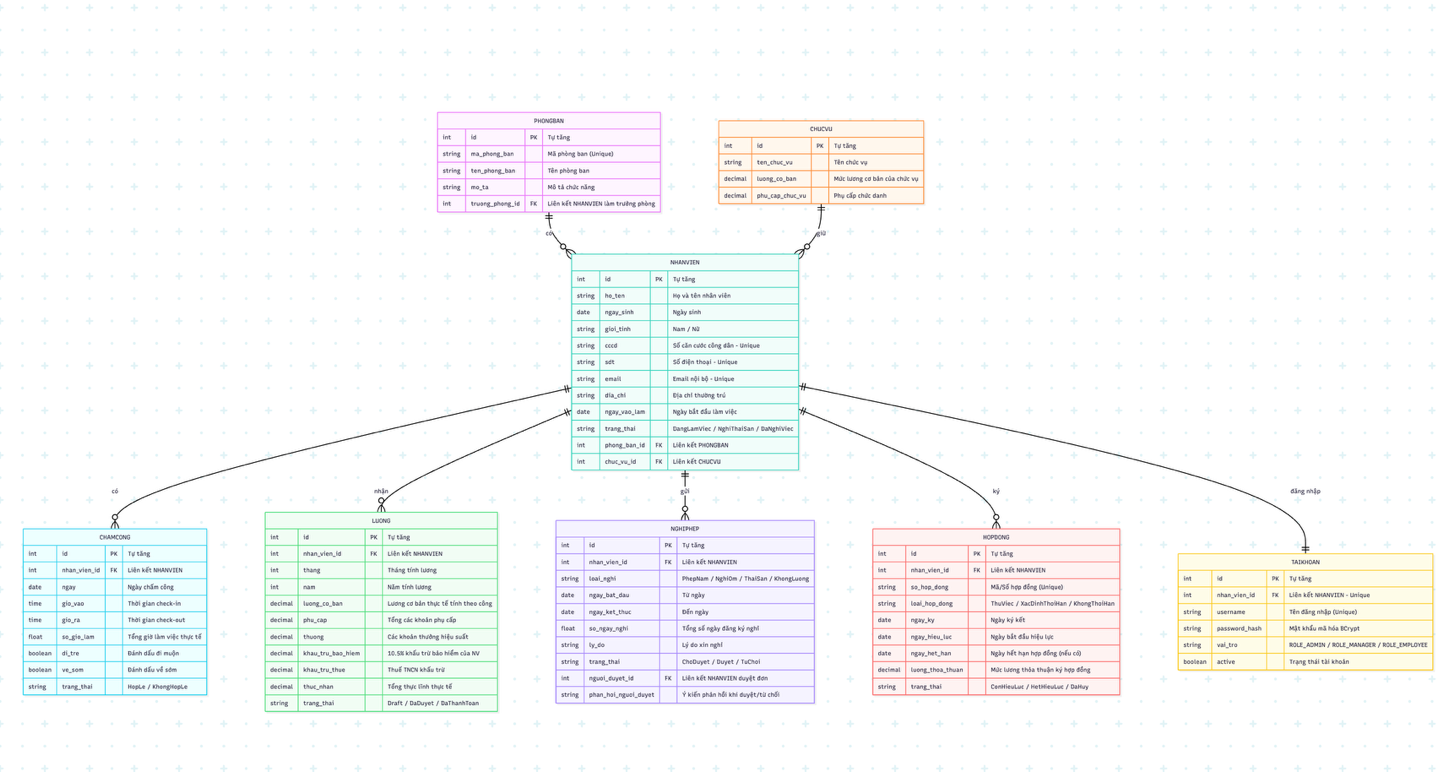 PHONGBAN
int id PK Tự tăng
string ma_phong_ban Mã phòng ban (Unique)
string ten_phong_ban Tên phòng ban
string mo_ta Mô tả chức năng
int truong_phong_id FK Liên kết NHANVIEN làm trưởng phòng
CHUCVU
int id PK Tự tăng
string ten_chuc_vu Tên chức vụ
decimal luong_co_ban Mức lương cơ bản của chức vụ
decimal phu_cap_chuc_vu Phụ cấp chức danh
có
giữ
NHANVIEN
int id PK Tự tăng
string ho_ten Họ và tên nhân viên
date ngay_sinh Ngày sinh
string gioi_tinh Nam / Nữ
string cccd Số căn cước công dân - Unique
string sdt Số điện thoại - Unique
string email Email nội bộ - Unique
string dia_chi Địa chỉ thường trú
date ngay_vao_lam Ngày bắt đầu làm việc
string trang_thai DangLamViec / NghiThaiSan / DaNghiViec
int phong_ban_id FK Liên kết PHONGBAN
int chuc_vu_id FK Liên kết CHUCVU
có
nhận
gửi
ký
đăng nhập
CHAMCONG
int id PK Tự tăng
int nhan_vien_id FK Liên kết NHANVIEN
date ngay Ngày chấm công
time gio_vao Thời gian check-in
time gio_ra Thời gian check-out
float so_gio_lam Tổng giờ làm việc thực tế
boolean di_tre Đánh dấu đi muộn
boolean ve_som Đánh dấu về sớm
string trang_thai HopLe / KhongHopLe
LUONG
int id PK Tự tăng
int nhan_vien_id FK Liên kết NHANVIEN
int thang Tháng tính lương
int nam Năm tính lương
decimal luong_co_ban Lương cơ bản thực tế tính theo công
decimal phu_cap Tổng các khoản phụ cấp
decimal thuong Các khoản thưởng hiệu suất
decimal khau_tru_bao_hiem 10.5% khấu trừ bảo hiểm của NV
decimal khau_tru_thue Thuế TNCN khấu trừ
decimal thuc_nhan Tổng thực lĩnh thực tế
string trang_thai Draft / DaDuyet / DaThanhToan
NGHIPHEP
int id PK Tự tăng
int nhan_vien_id FK Liên kết NHANVIEN
string loai_nghi PhepNam / NghiOm / ThaiSan / KhongLuong
date ngay_bat_dau Từ ngày
date ngay_ket_thuc Đến ngày
float so_ngay_nghi Tổng số ngày đăng ký nghỉ
string ly_do Lý do xin nghỉ
string trang_thai ChoDuyet / Duyet / TuChoi
int nguoi_duyet_id FK Liên kết NHANVIEN duyệt đơn
string phan_hoi_nguoi_duyet Ý kiến phản hồi khi duyệt/từ chối
HOPDONG
int id PK Tự tăng
int nhan_vien_id FK Liên kết NHANVIEN
string so_hop_dong Mã/Số hợp đồng (Unique)
string loai_hop_dong ThuViec / XacDinhThoiHan / KhongThoiHan
date ngay_ky Ngày ký kết
date ngay_hieu_luc Ngày bắt đầu hiệu lực
date ngay_het_han Ngày hết hạn hợp đồng (nếu có)
decimal luong_thoa_thuan Mức lương thỏa thuận ký hợp đồng
string trang_thai ConHieuLuc / HetHieuLuc / DaHuy
TAIKHOAN
int id PK Tự tăng
int nhan_vien_id FK Liên kết NHANVIEN - Unique
string username Tên đăng nhập (Unique)
string password_hash Mật khẩu mã hóa BCrypt
string vai_tro ROLE_ADMIN / ROLE_MANAGER / ROLE_EMPLOYEE
boolean active Trạng thái tài khoản